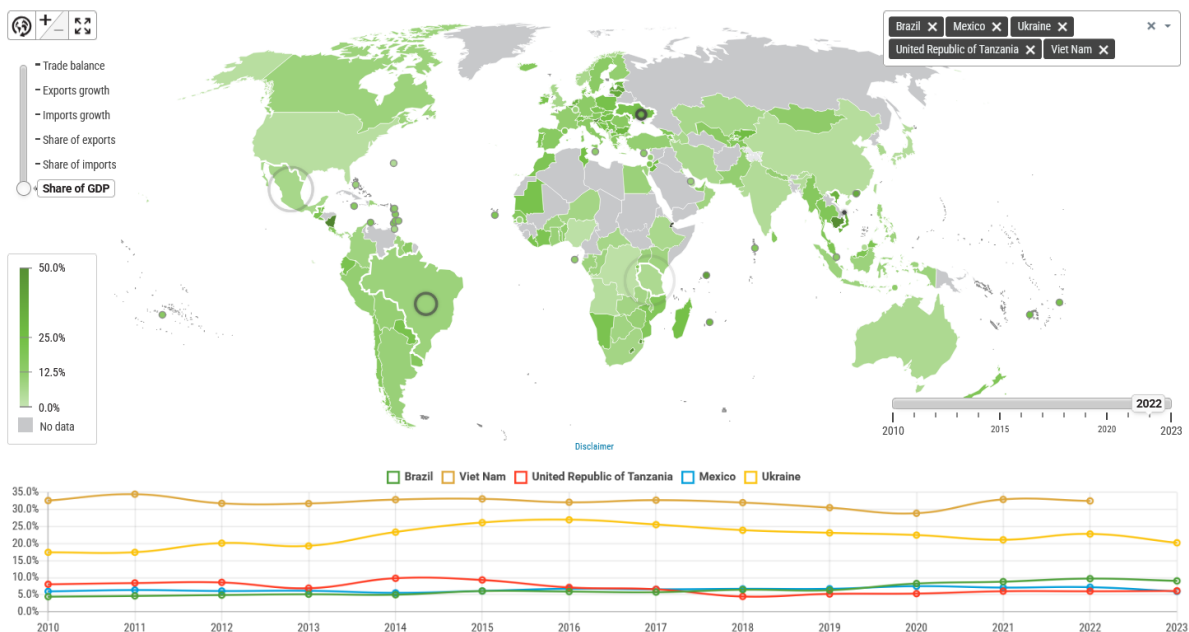 Brazil ✕ Mexico ✕ Ukraine ✕
United Republic of Tanzania ✕ Viet Nam ✕
Trade balance
Exports growth
Imports growth
Share of exports
Share of imports
Share of GDP
50.0%
25.0%
12.5%
0.0%
No data
2022
2010 2015 2020 2023
Disclaimer
Brazil Viet Nam United Republic of Tanzania Mexico Ukraine
35.0%
30.0%
25.0%
20.0%
15.0%
10.0%
5.0%
0.0%
2010 2011 2012 2013 2014 2015 2016 2017 2018 2019 2020 2021 2022 2023